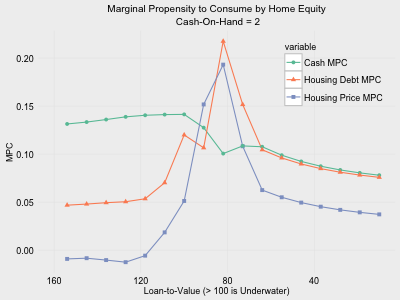 Marginal Propensity to Consume by Home Equity
Cash-On-Hand = 2
variable
Cash MPC
Housing Debt MPC
Housing Price MPC
MPC
0.20
0.15
0.10
0.05
0.00
160
120
80
40
Loan-to-Value (> 100 is Underwater)